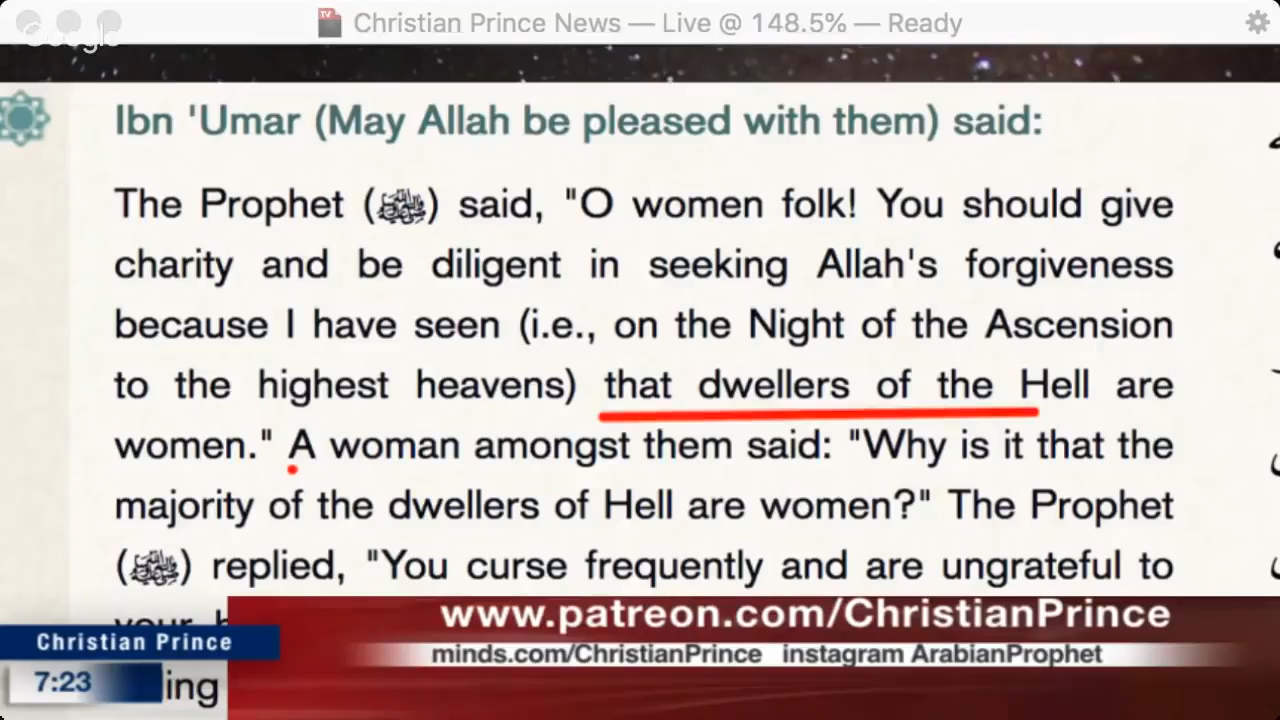 Christian Prince News — Live @ 148.5% — Ready
Google
Ibn 'Umar (May Allah be pleased with them) said:
The Prophet (ﷺ) said, "O women folk! You should give
charity and be diligent in seeking Allah's forgiveness
because I have seen (i.e., on the Night of the Ascension
to the highest heavens) that dwellers of the Hell are
women." A woman amongst them said: "Why is it that the
majority of the dwellers of Hell are women?" The Prophet
(ﷺ) replied, "You curse frequently and are ungrateful to
your
www.patreon.com/ChristianPrince
Christian Prince
minds.com/ChristianPrince instagram ArabianProphet
7:23
ing